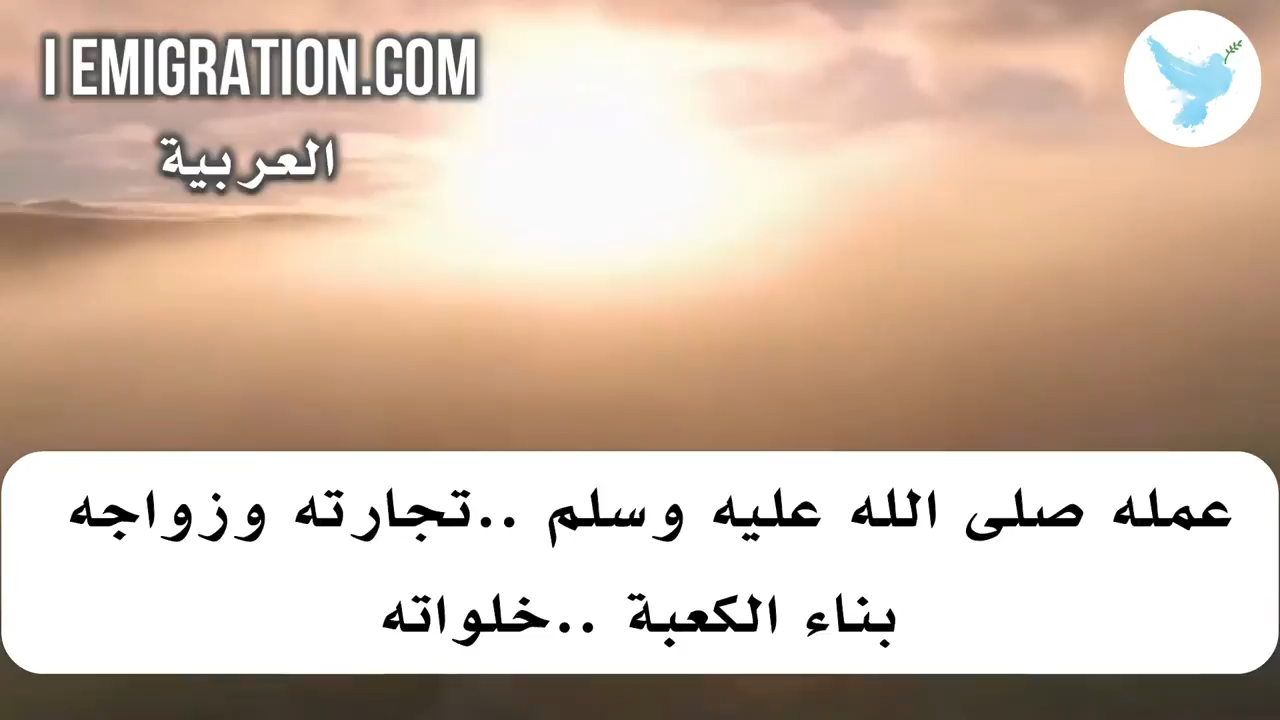 I EMIGRATION.COM
العربية
عمله صلى الله عليه وسلم ..تجارته وزواجه
بناء الكعبة ..خلواته